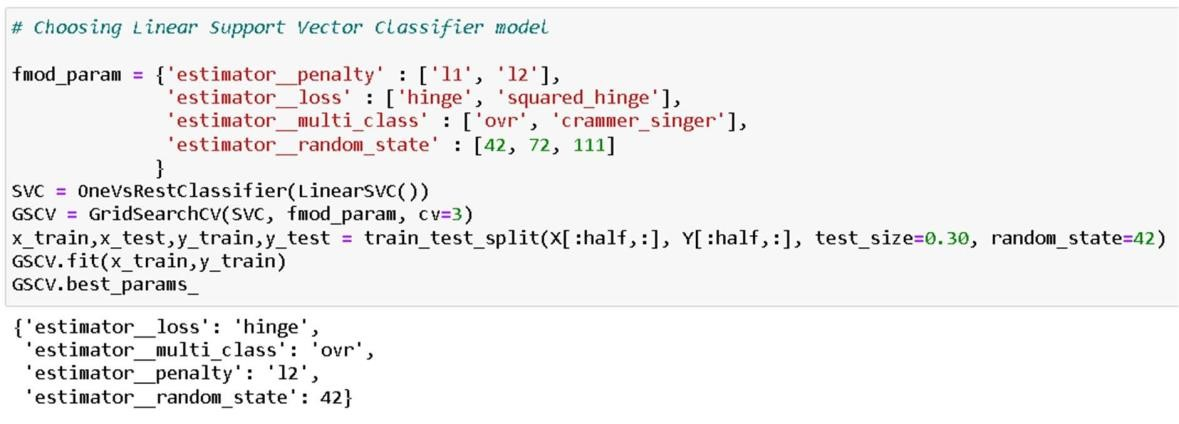 # Choosing Linear Support Vector Classifier model
fmod_param = {'estimator__penalty' : ['l1', 'l2'],
'estimator__loss' : ['hinge', 'squared_hinge'],
'estimator__multi_class' : ['ovr', 'crammer_singer'],
'estimator__random_state' : [42, 72, 111]
}
SVC = OneVsRestClassifier(LinearSVC())
GSCV = GridSearchCV(SVC, fmod_param, cv=3)
x_train,x_test,y_train,y_test = train_test_split(X[:half,:], Y[:half,:], test_size=0.30, random_state=42)
GSCV.fit(x_train,y_train)
GSCV.best_params_
{'estimator__loss': 'hinge',
'estimator__multi_class': 'ovr',
'estimator__penalty': 'l2',
'estimator__random_state': 42}